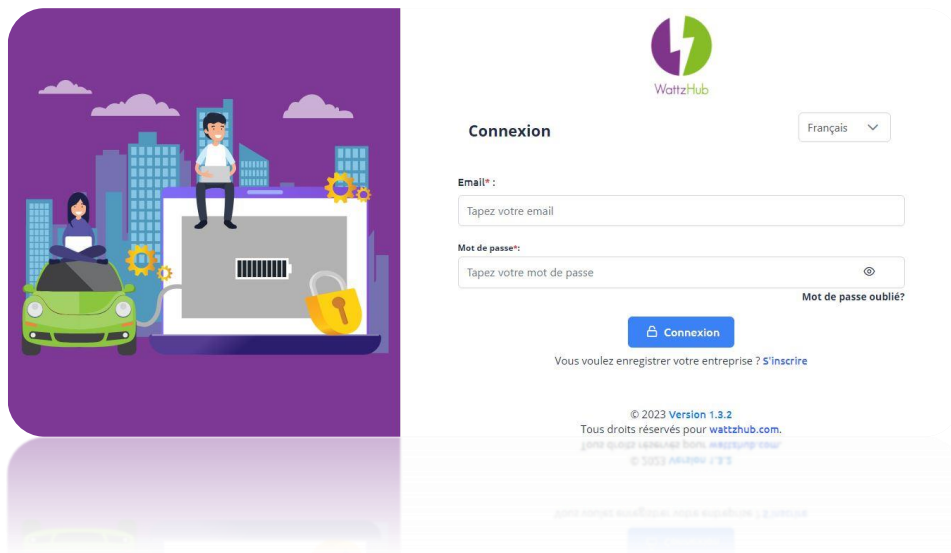 WattzHub
Connexion
Français
Email* :
Tapez votre email
Mot de passe*:
Tapez votre mot de passe
Mot de passe oublié?
Connexion
Vous voulez enregistrer votre entreprise ? S'inscrire
© 2023 Version 1.3.2
Tous droits réservés pour wattzhub.com.